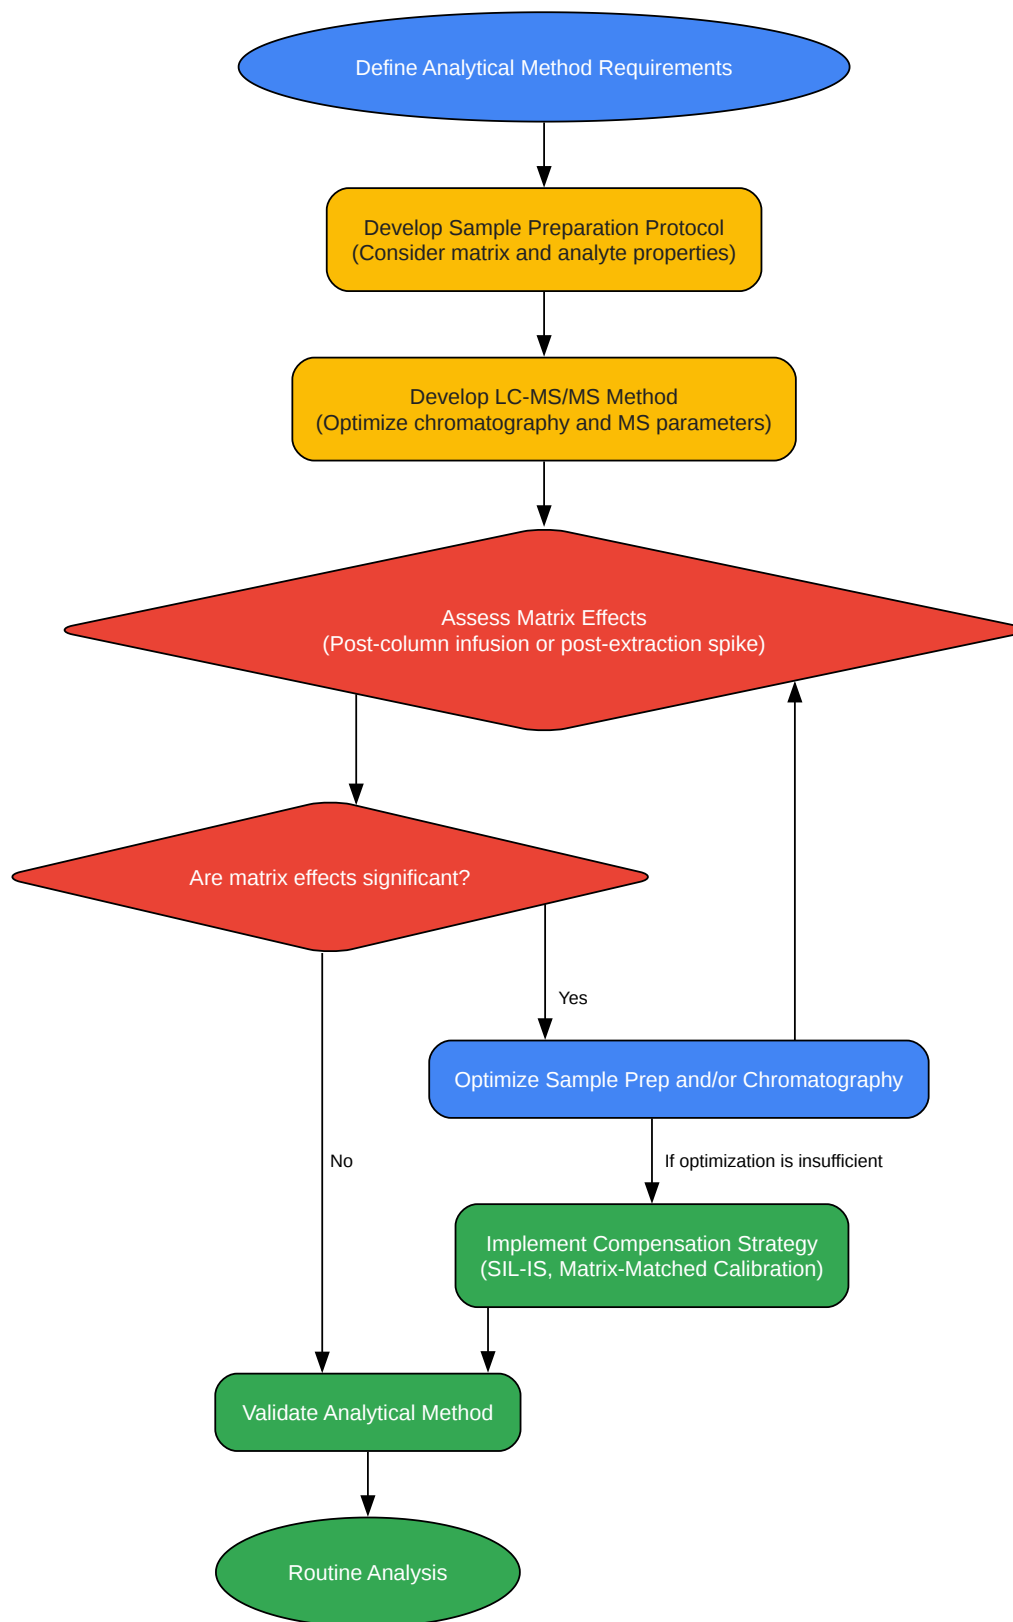 Define Analytical Method Requirements
Develop Sample Preparation Protocol
(Consider matrix and analyte properties)
Develop LC-MS/MS Method
(Optimize chromatography and MS parameters)
Assess Matrix Effects
(Post-column infusion or post-extraction spike)
Are matrix effects significant?
Yes
Optimize Sample Prep and/or Chromatography
No
If optimization is insufficient
Implement Compensation Strategy
(SIL-IS, Matrix-Matched Calibration)
Validate Analytical Method
Routine Analysis